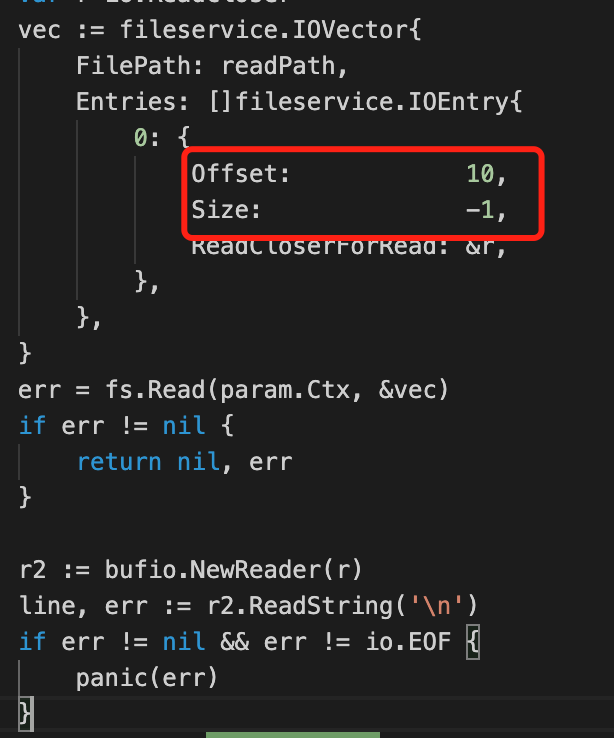 vec := fileservice.IOVector{
    FilePath: readPath,
    Entries: []fileservice.IOEntry{
        0: {
            Offset:            10,
            Size:              -1,
            ReadCloserForRead: &r,
        },
    },
}
err = fs.Read(param.Ctx, &vec)
if err != nil {
    return nil, err
}

r2 := bufio.NewReader(r)
line, err := r2.ReadString('\n')
if err != nil && err != io.EOF {
    panic(err)
}